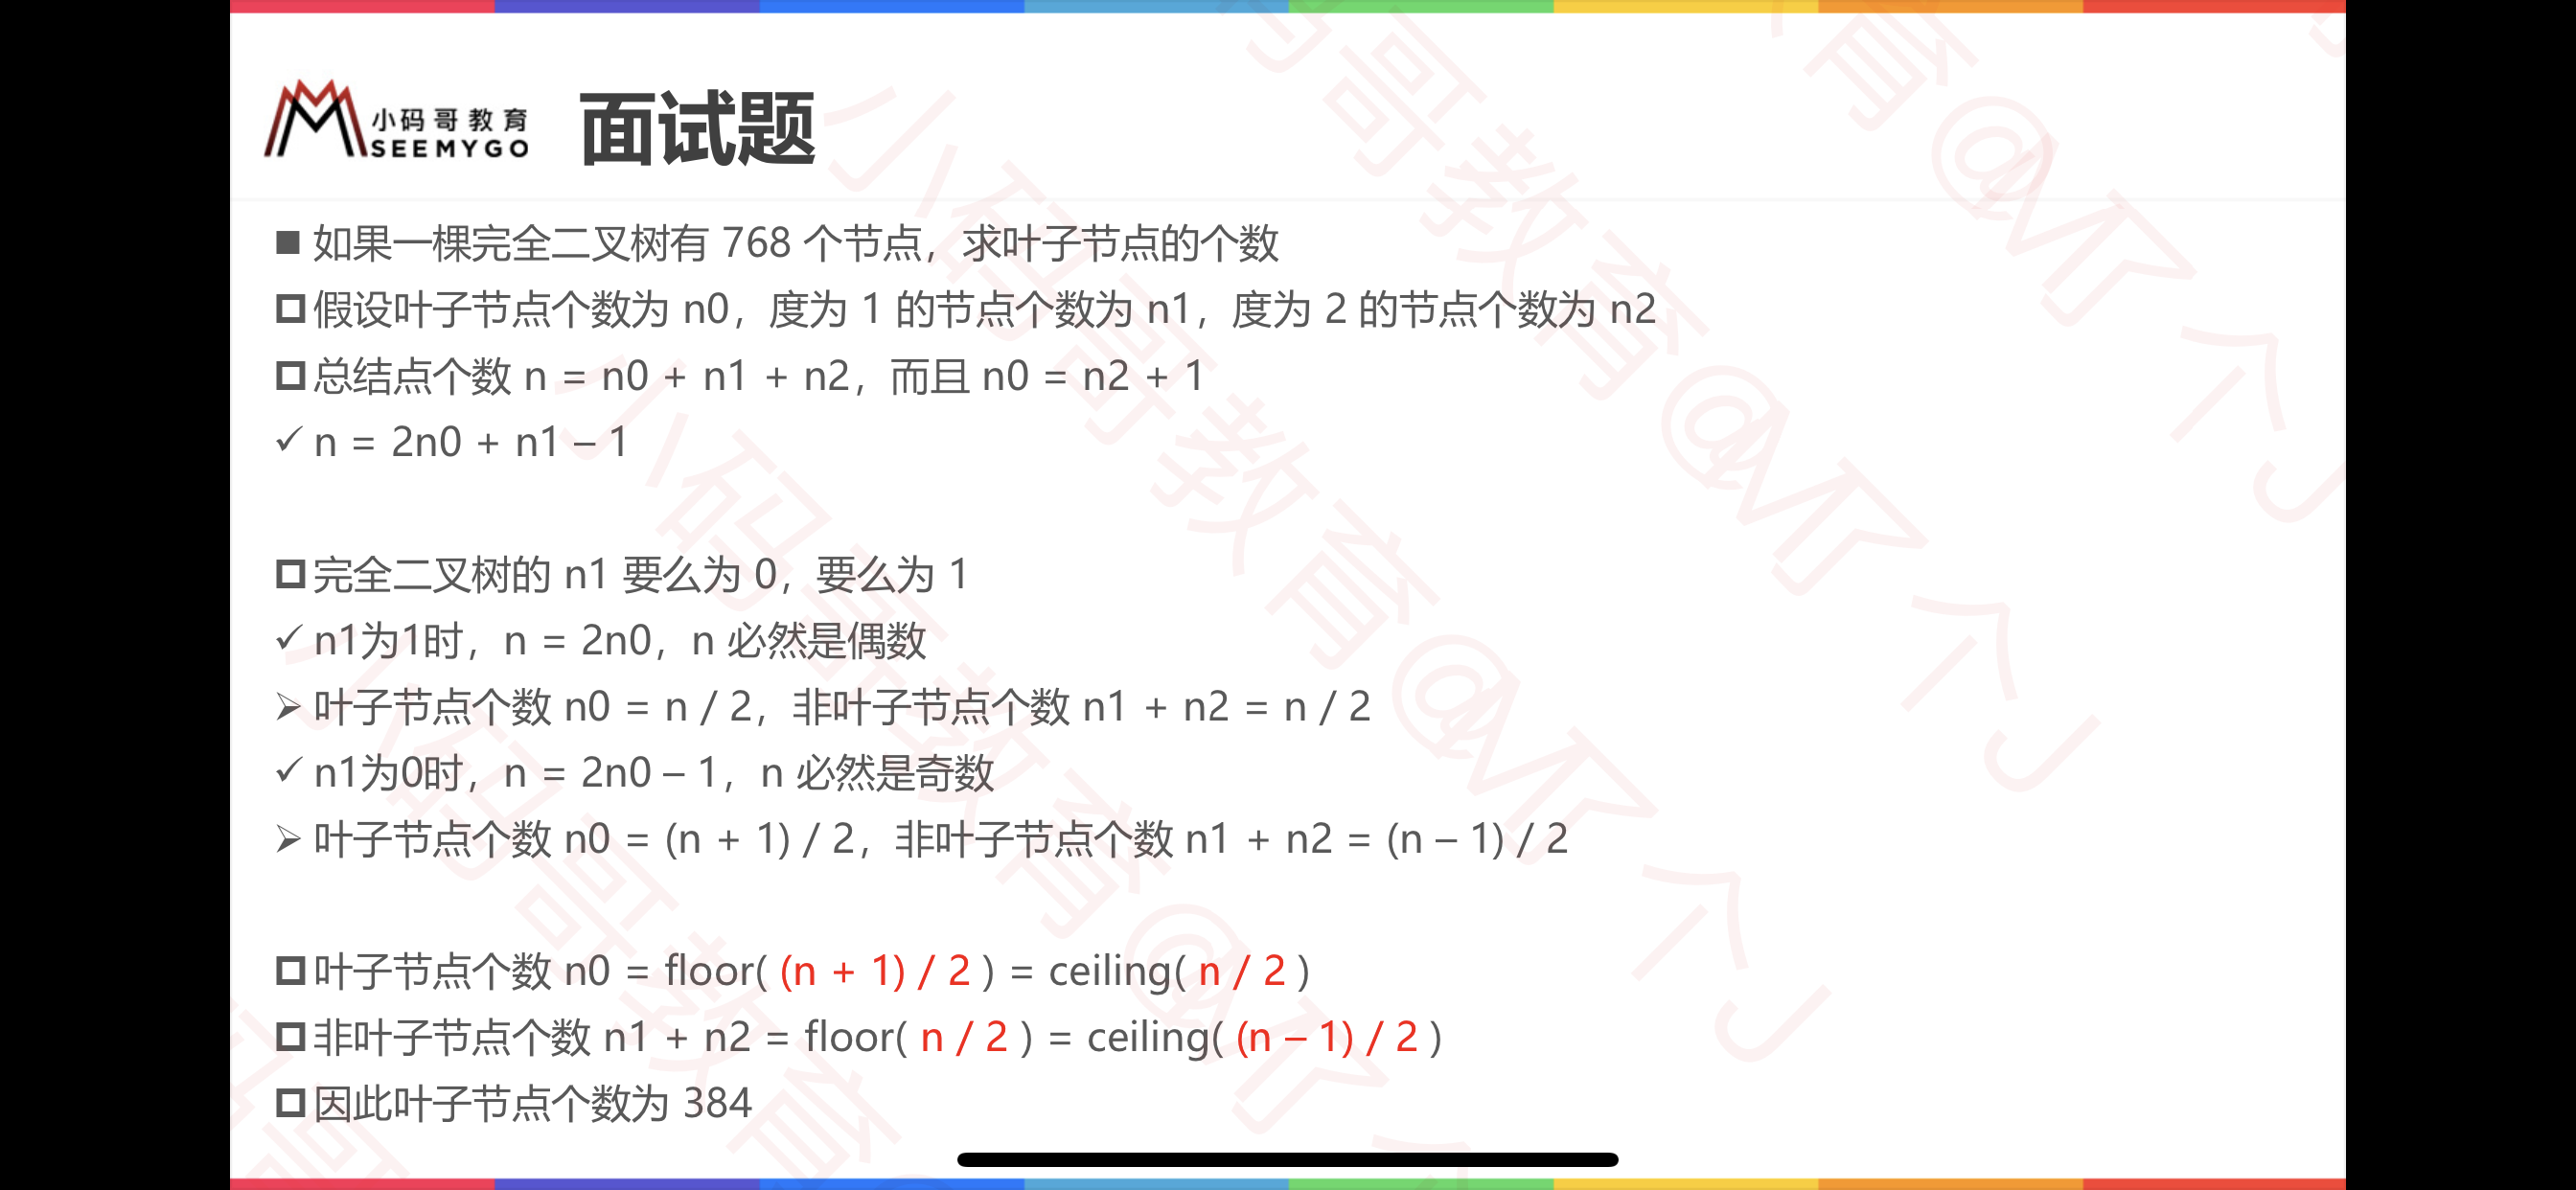 小码哥教育
SEEMYGO
面试题
如果一棵完全二叉树有 768 个节点，求叶子节点的个数
假设叶子节点个数为 n0，度为 1 的节点个数为 n1，度为 2 的节点个数为 n2
总结点个数 n = n0 + n1 + n2，而且 n0 = n2 + 1
✓ n = 2n0 + n1 – 1
完全二叉树的 n1 要么为 0，要么为 1
✓ n1为1时，n = 2n0，n 必然是偶数
➢ 叶子节点个数 n0 = n / 2，非叶子节点个数 n1 + n2 = n / 2
✓ n1为0时，n = 2n0 – 1，n 必然是奇数
➢ 叶子节点个数 n0 = (n + 1) / 2，非叶子节点个数 n1 + n2 = (n – 1) / 2
叶子节点个数 n0 = floor( (n + 1) / 2 ) = ceiling( n / 2 )
非叶子节点个数 n1 + n2 = floor( n / 2 ) = ceiling( (n – 1) / 2 )
因此叶子节点个数为 384